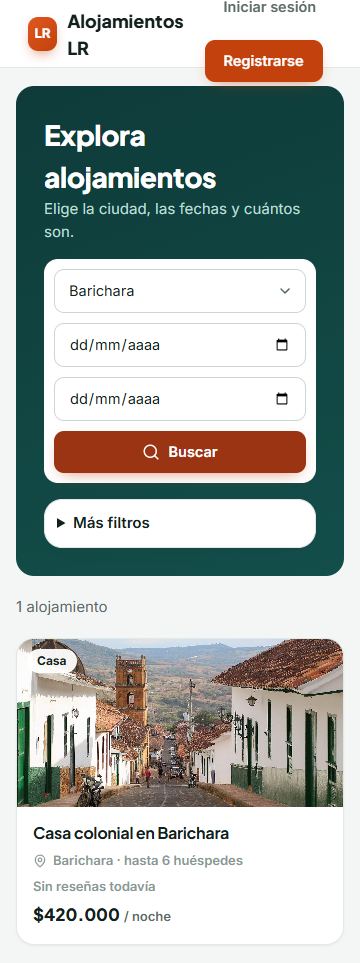 Iniciar sesión
LR
Alojamientos
LR
Registrarse
Explora
alojamientos
Elige la ciudad, las fechas y cuántos
son.
Barichara
dd/mm/aaaa
dd/mm/aaaa
Buscar
Más filtros
1 alojamiento
Casa
Casa colonial en Barichara
Barichara · hasta 6 huéspedes
Sin reseñas todavía
$420.000 / noche